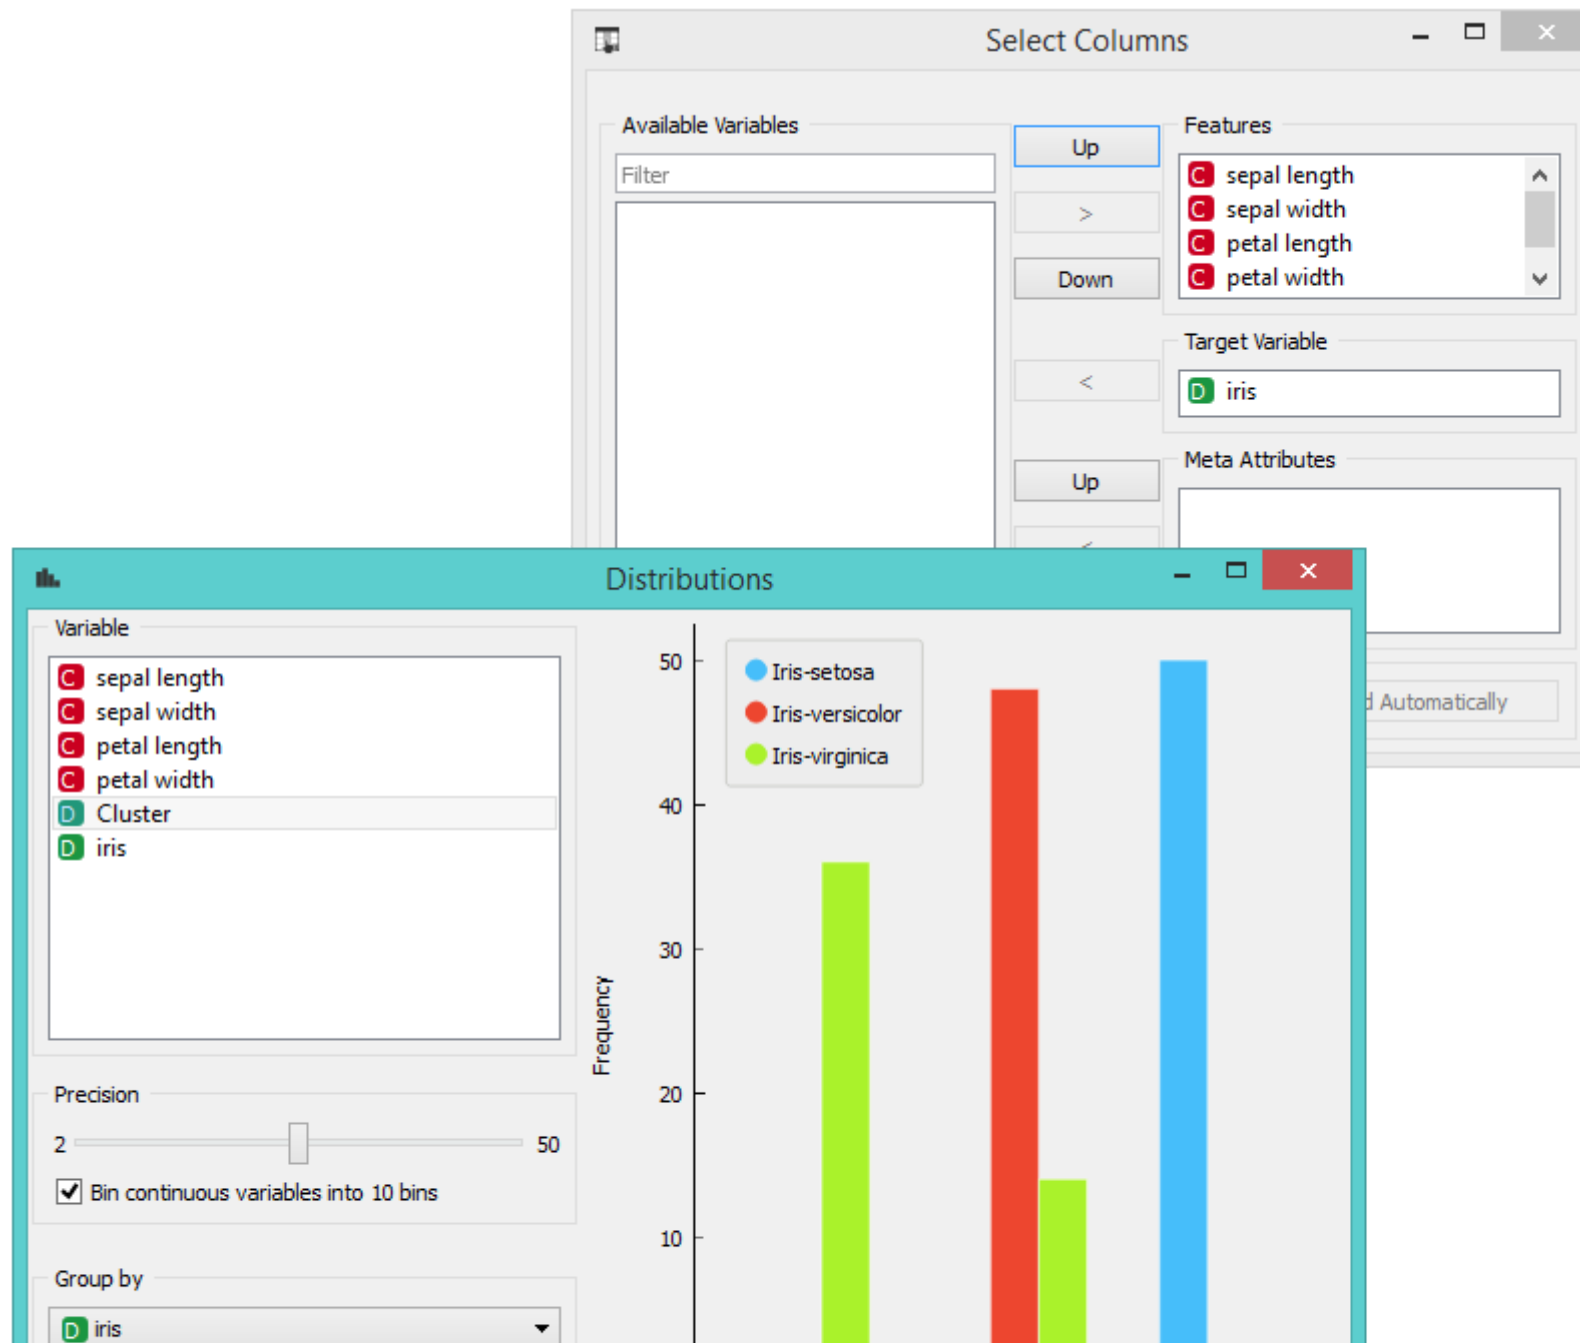 Select Columns
Available Variables
Filter
Up
>
Down
<
Up
<
Features
C sepal length
C sepal width
C petal length
C petal width
Target Variable
D iris
Meta Attributes
d Automatically
Distributions
Variable
C sepal length
C sepal width
C petal length
C petal width
D Cluster
D iris
Precision
2 50
Bin continuous variables into 10 bins
Group by
D iris
Frequency
50
40
30
20
10
Iris-setosa
Iris-versicolor
Iris-virginica